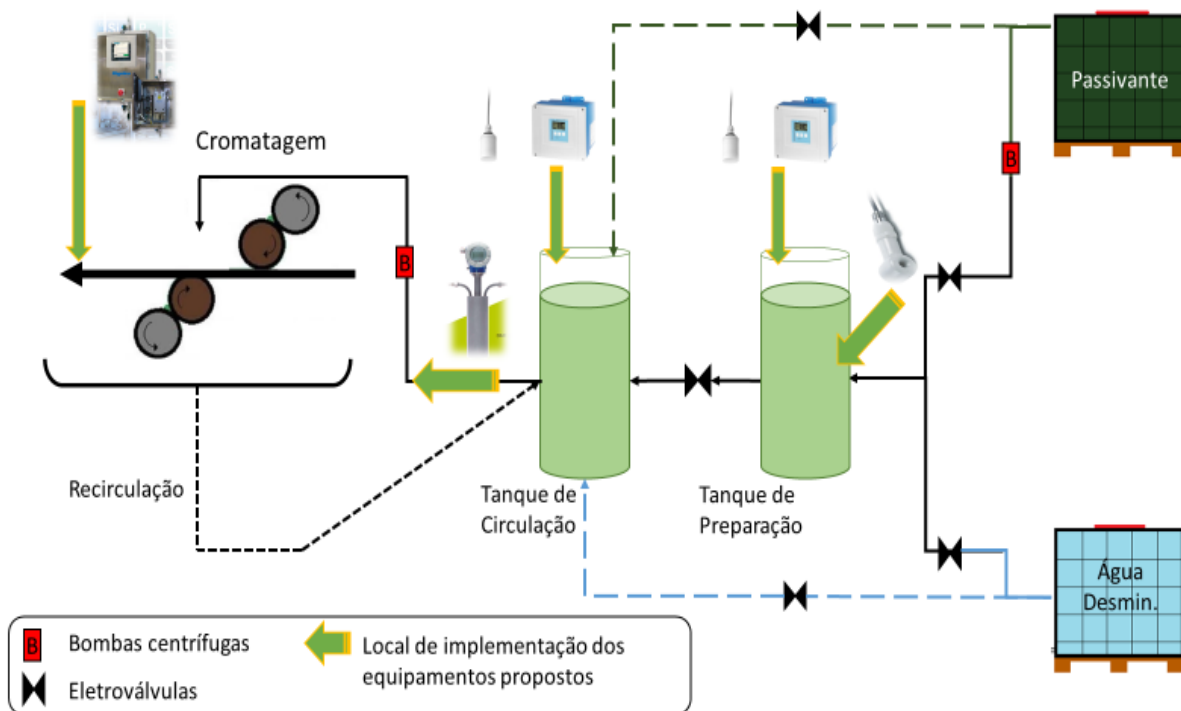 Passivante
Cromatagem
B
B
Recirculação
Tanque de
Circulação
Tanque de
Preparação
Água
Desmin.
B
Bombas centrífugas
Eletroválvulas
Local de implementação dos
equipamentos propostos